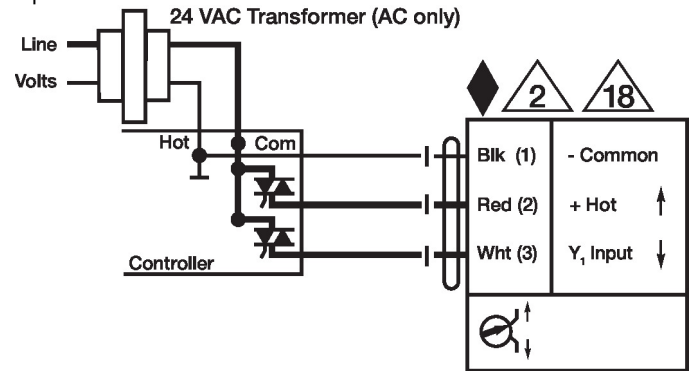 24 VAC Transformer (AC only)
Line
Volts
2
18
Hot
Com
Blk (1)
- Common
Red (2)
+ Hot
Wht (3)
Y₁ Input
Controller